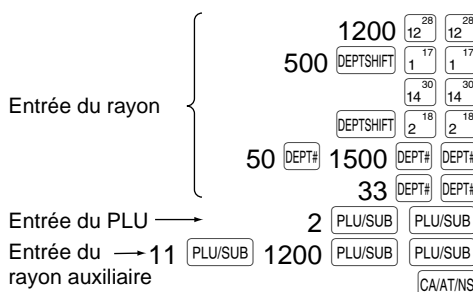 1200 12 28 12 28
500 DEPTSHIFT 1 17 1 17
14 30 14 30
Entrée du rayon
DEPTSHIFT 2 18 2 18
50 DEPT# 1500 DEPT# DEPT#
33 DEPT# DEPT#
Entrée du PLU 2 PLU/SUB PLU/SUB
Entrée du 11 PLU/SUB 1200 PLU/SUB PLU/SUB
rayon auxiliaire
CA/AT/NS